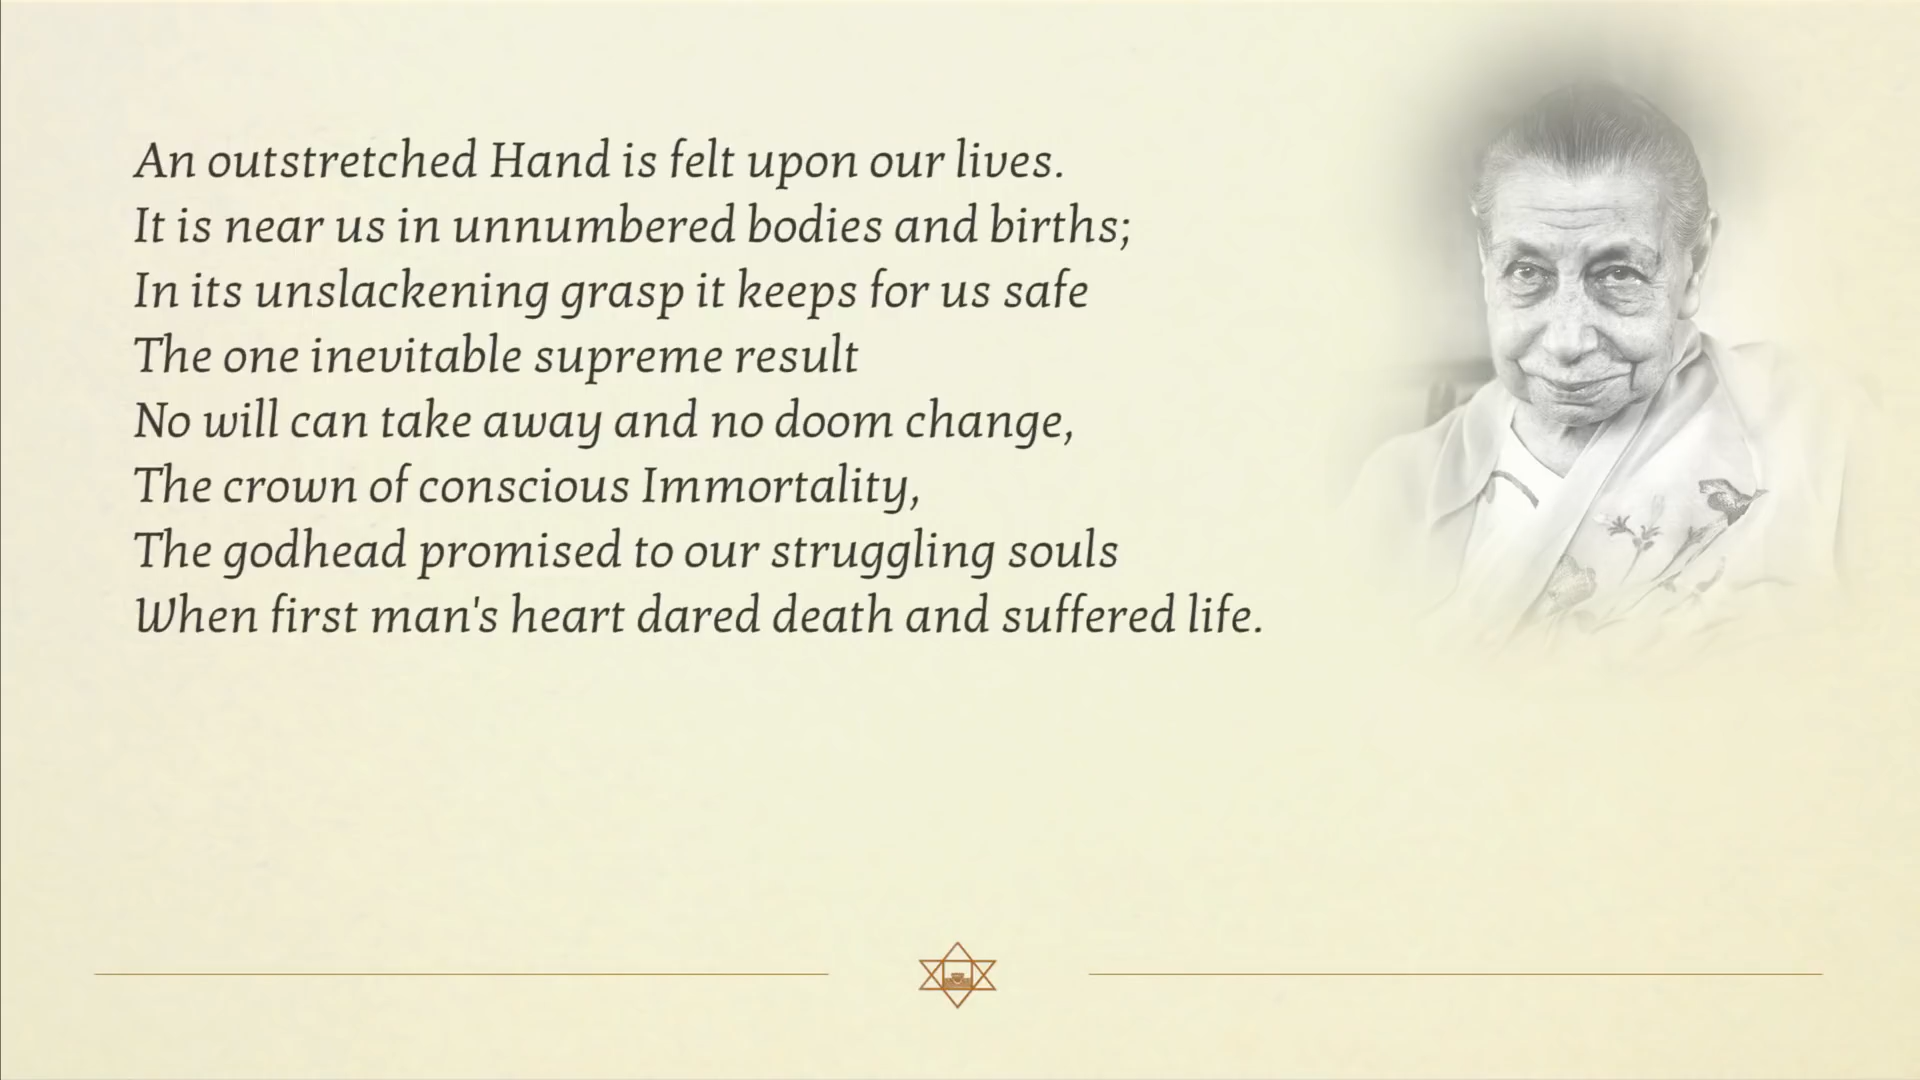 An outstretched Hand is felt upon our lives.
It is near us in unnumbered bodies and births;
In its unslackening grasp it keeps for us safe
The one inevitable supreme result
No will can take away and no doom change,
The crown of conscious Immortality,
The godhead promised to our struggling souls
When first man's heart dared death and suffered life.